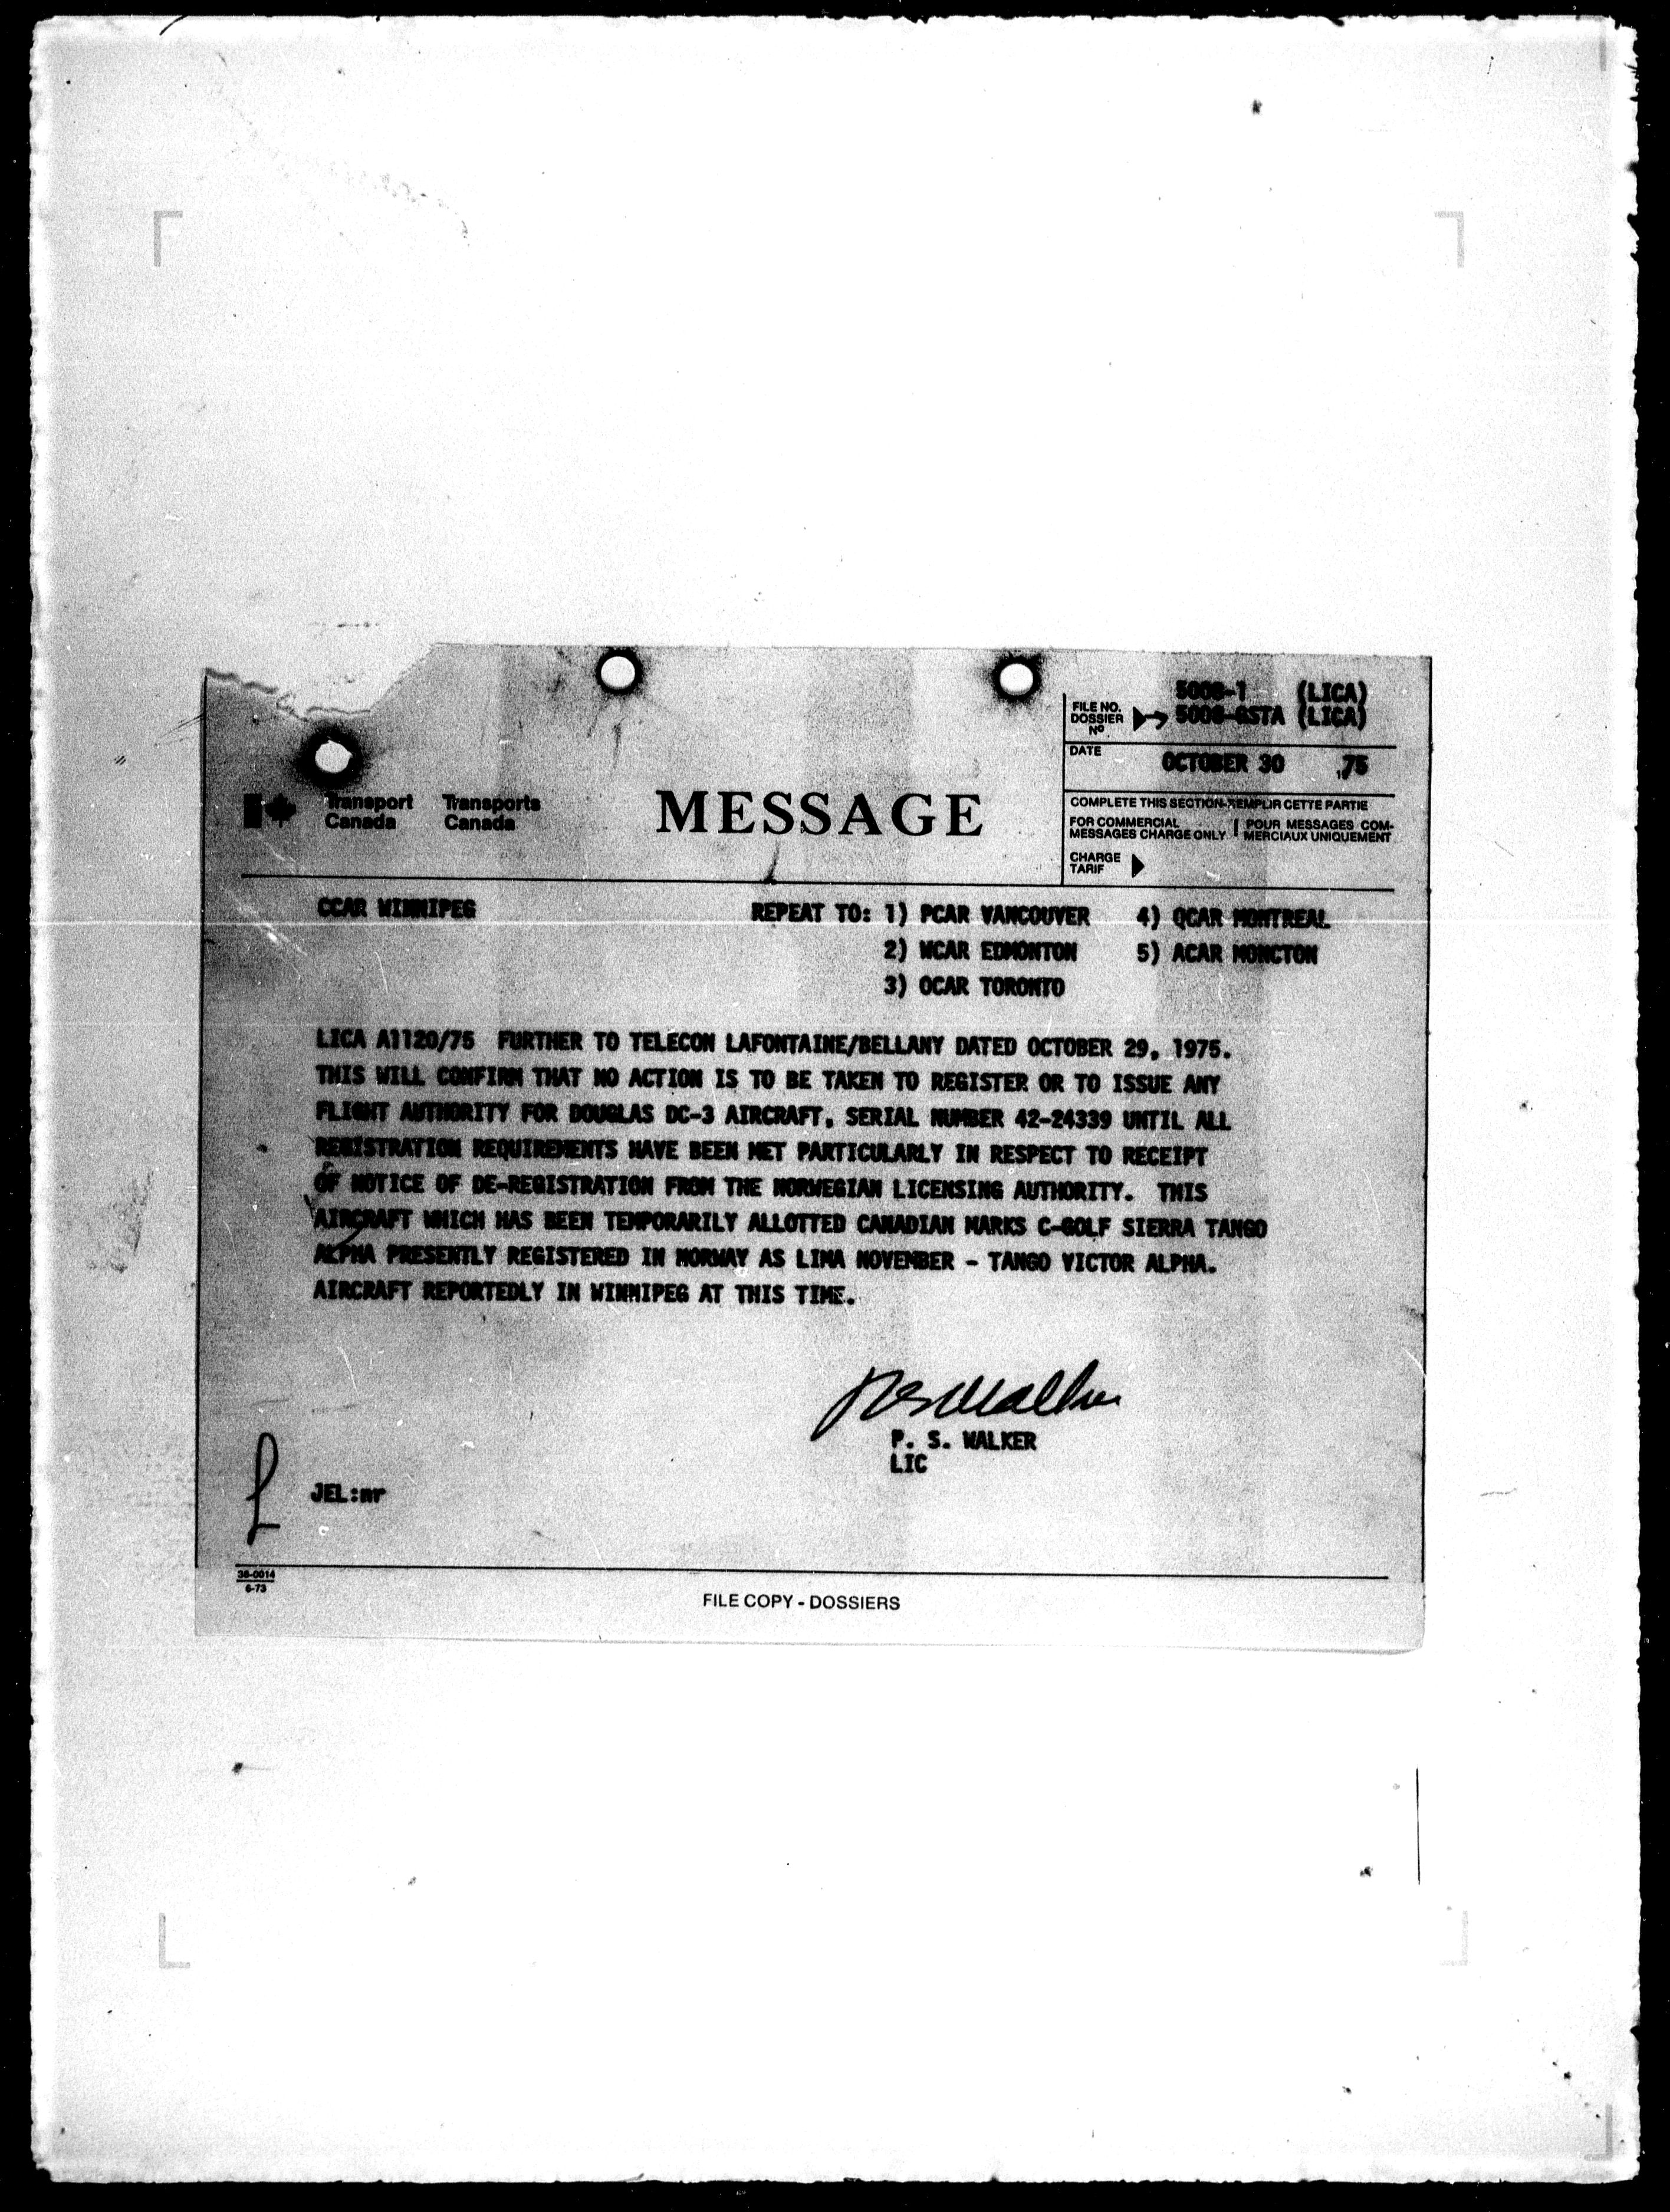 5008-1 (LICA)
FILE NO. DOSSIER Nº 5008-GSTA (LICA)
DATE OCTOBER 30 ,75
Transport Canada Transports Canada
MESSAGE
COMPLETE THIS SECTION-REMPLIR CETTE PARTIE
FOR COMMERCIAL MESSAGES CHARGE ONLY
POUR MESSAGES COM-MERCIAUX UNIQUEMENT
CHARGE TARIF
CCAR WINNIPEG REPEAT TO: 1) PCAR VANCOUVER 4) QCAR MONTREAL
2) WCAR EDMONTON 5) ACAR MONCTON
3) OCAR TORONTO
LICA A1120/75 FURTHER TO TELECON LAFONTAINE/BELLANY DATED OCTOBER 29, 1975.
THIS WILL CONFIRM THAT NO ACTION IS TO BE TAKEN TO REGISTER OR TO ISSUE ANY
FLIGHT AUTHORITY FOR DOUGLAS DC-3 AIRCRAFT, SERIAL NUMBER 42-24339 UNTIL ALL
REGISTRATION REQUIREMENTS HAVE BEEN MET PARTICULARLY IN RESPECT TO RECEIPT
OF NOTICE OF DE-REGISTRATION FROM THE NORWEGIAN LICENSING AUTHORITY. THIS
AIRCRAFT WHICH HAS BEEN TEMPORARILY ALLOTTED CANADIAN MARKS C-GOLF SIERRA TANGO
ALPHA PRESENTLY REGISTERED IN NORWAY AS LIMA NOVEMBER - TANGO VICTOR ALPHA.
AIRCRAFT REPORTEDLY IN WINNIPEG AT THIS TIME.
PS Walker
P. S. WALKER
LIC
L
JEL:nr
36-0014
6-73
FILE COPY - DOSSIERS